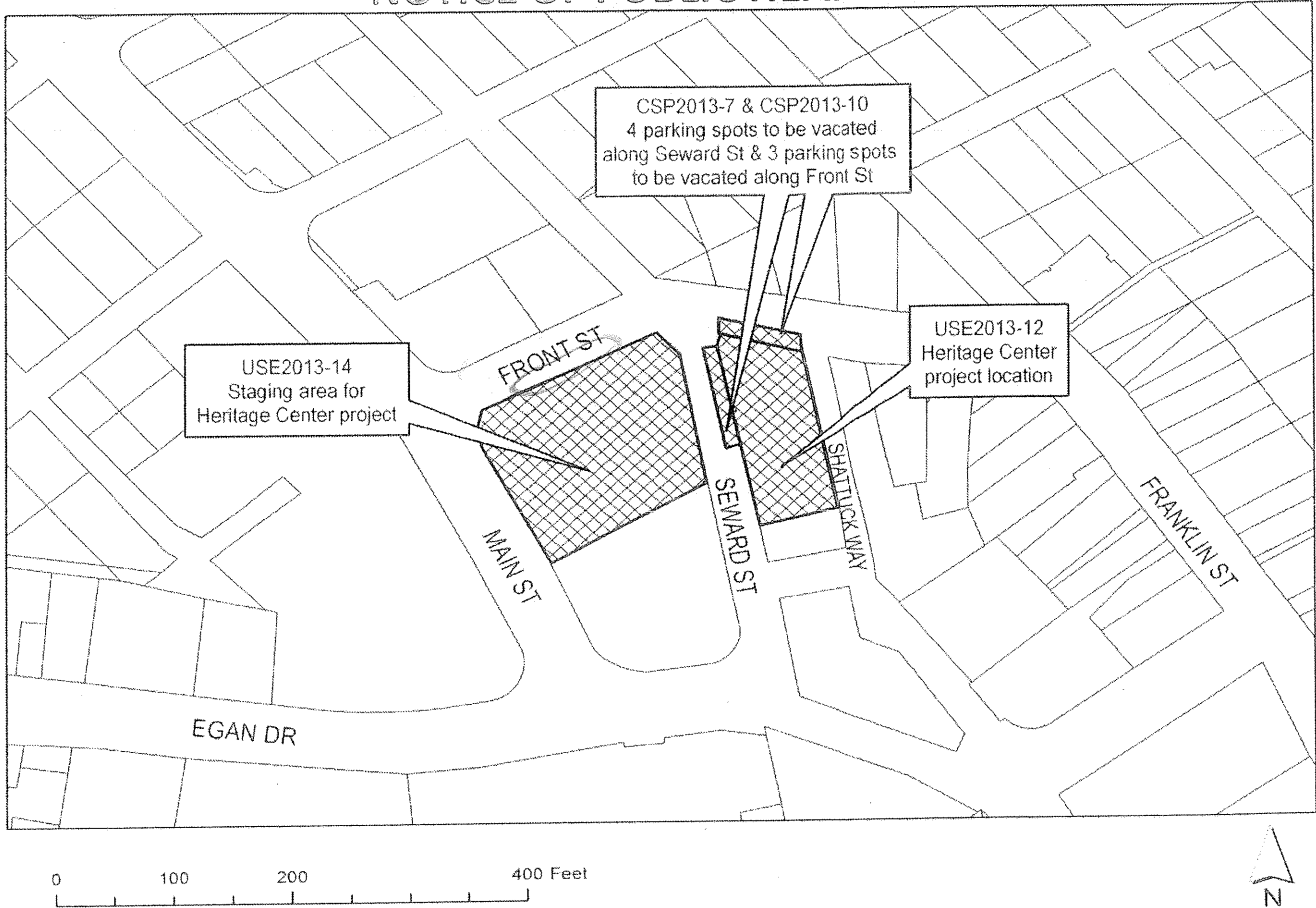 CSP2013-7 & CSP2013-10
4 parking spots to be vacated
along Seward St & 3 parking spots
to be vacated along Front St
USE2013-12
Heritage Center
project location
USE2013-14
Staging area for
Heritage Center project
FRONT ST
MAIN ST
SEWARD ST
SHATTUCK WAY
FRANKLIN ST
EGAN DR
0 100 200 400 Feet
N